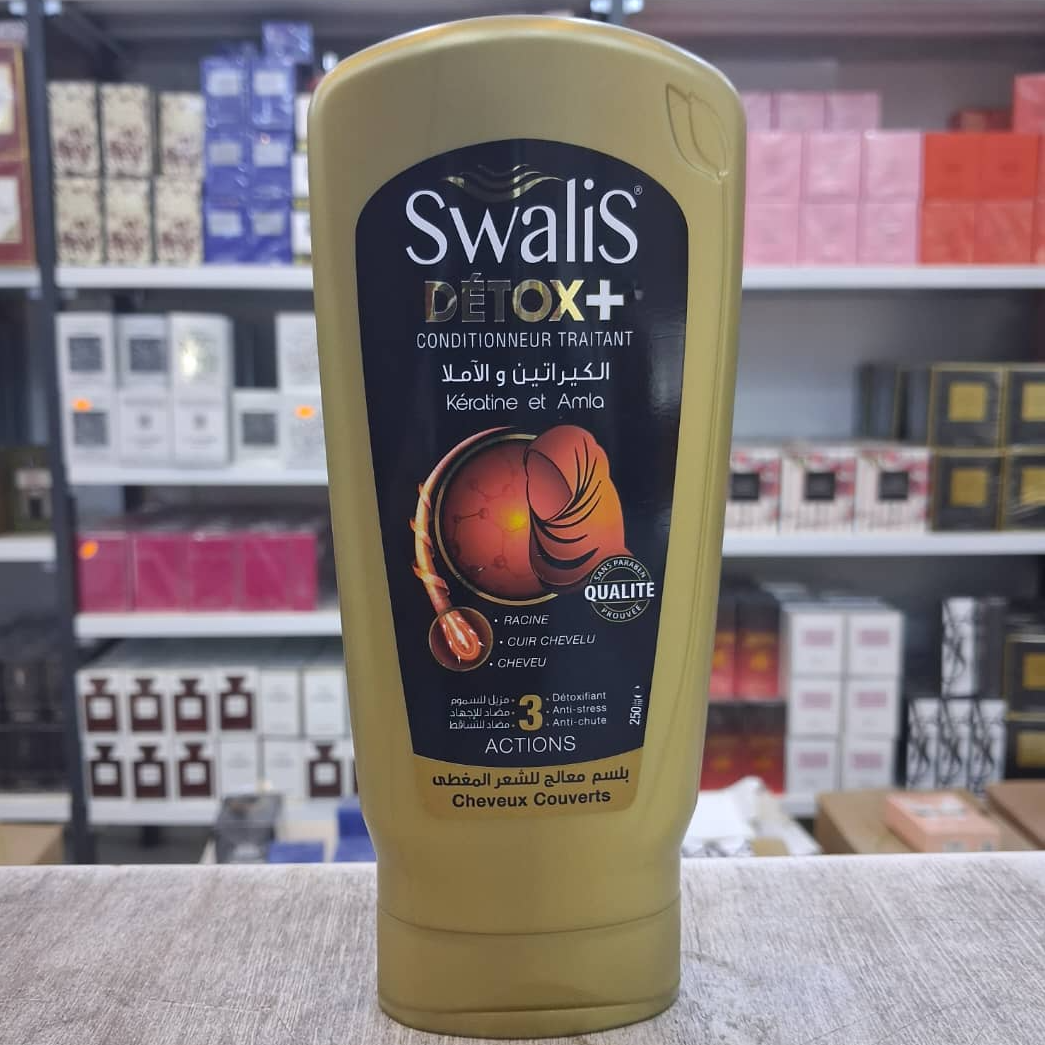 SwaliS®
DÉTOX+
CONDITIONNEUR TRAITANT
الكيراتين و الآملا
Kératine et Amla
SANS PARABEN
QUALITÉ
PROUVÉE
• RACINE
• CUIR CHEVELU
• CHEVEU
مزيل للسموم •
مضاد للإجهاد •
مضاد للتساقط •
3
• Détoxifiant
• Anti-stress
• Anti-chute
ACTIONS
250ml
بلسم معالج للشعر المغطى
Cheveux Couverts